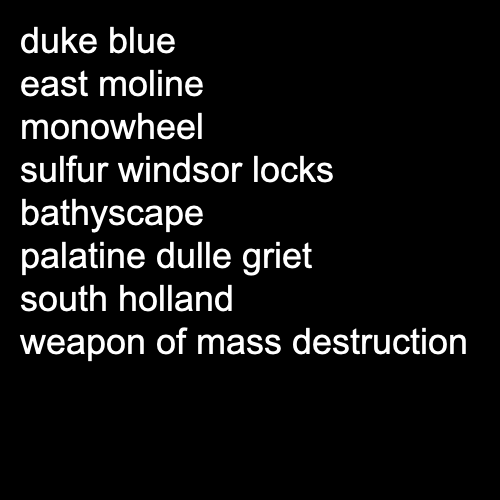 duke blue
east moline
monowheel
sulfur windsor locks
bathyscape
palatine dulle griet
south holland
weapon of mass destruction